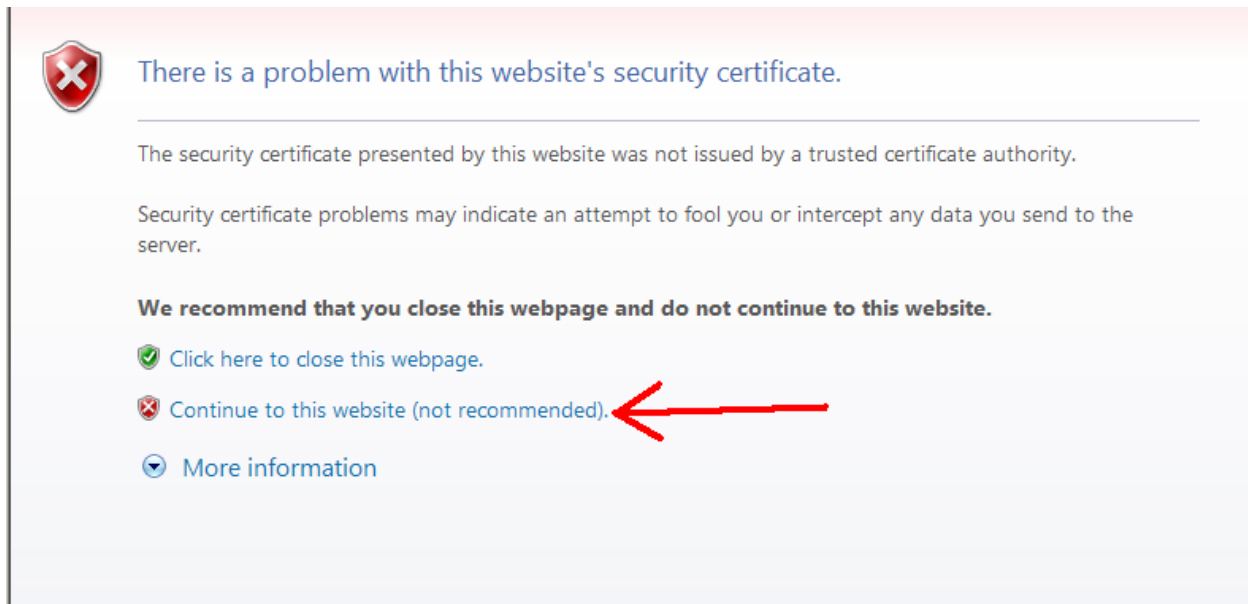 There is a problem with this website's security certificate.
The security certificate presented by this website was not issued by a trusted certificate authority.
Security certificate problems may indicate an attempt to fool you or intercept any data you send to the
server.
We recommend that you close this webpage and do not continue to this website.
Click here to close this webpage.
Continue to this website (not recommended).
More information